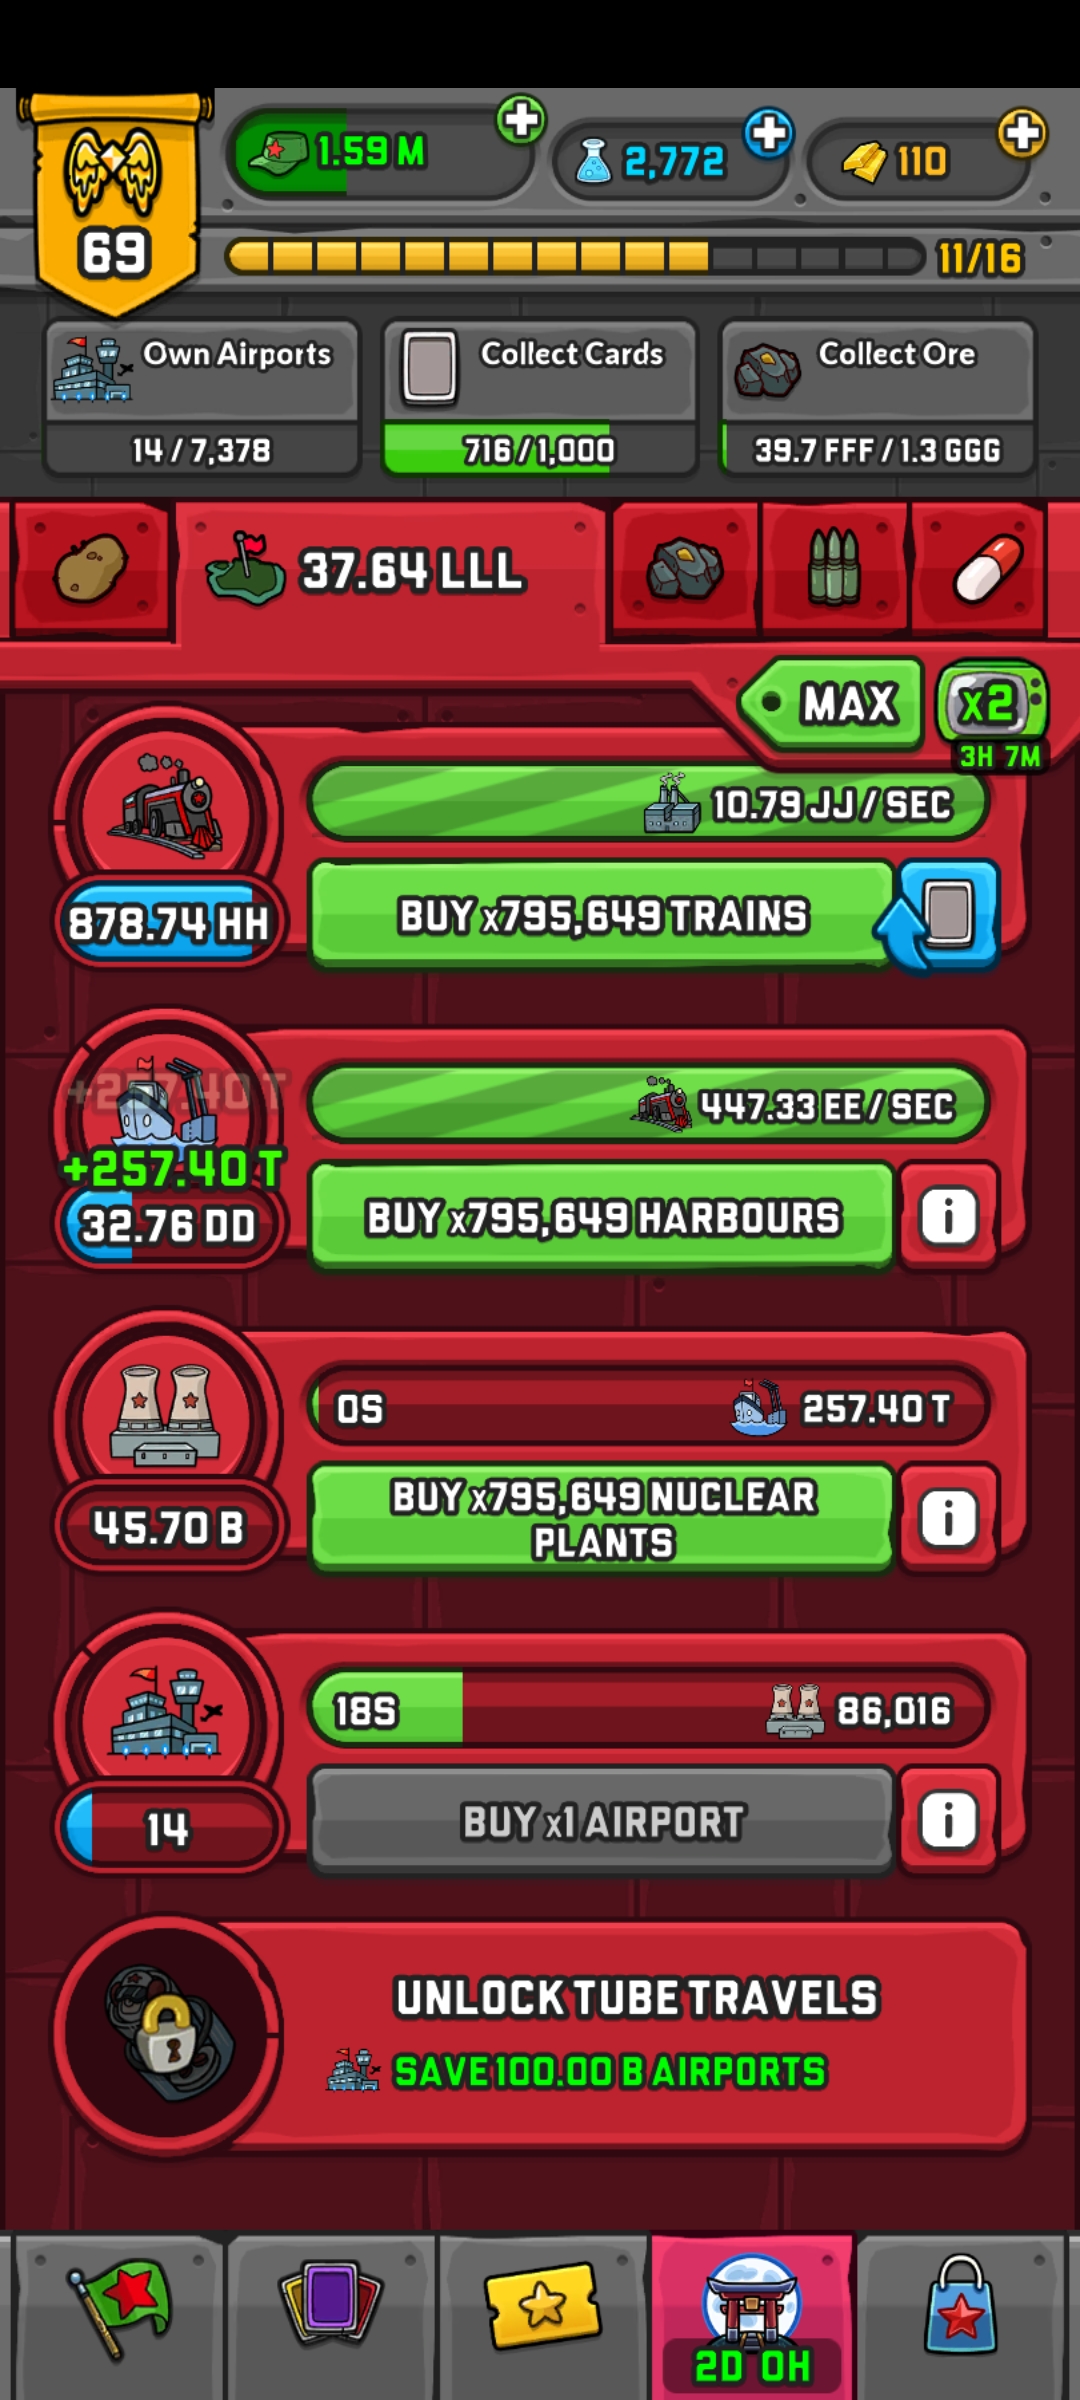 69
1.59 M
2,772
110
11/16
Own Airports
14 / 7,378
Collect Cards
716 / 1,000
Collect Ore
39.7 FFF / 1.3 GGG
37.64 LLL
MAX
x2
3H 7M
10.79 JJ / SEC
878.74 HH
BUY x795,649 TRAINS
+257.40 T
447.33 EE / SEC
+257.40 T
32.76 DD
BUY x795,649 HARBOURS
i
0S
257.40 T
45.70 B
BUY x795,649 NUCLEAR
PLANTS
i
18S
86,016
14
BUY x1 AIRPORT
i
UNLOCK TUBE TRAVELS
SAVE 100.00 B AIRPORTS
2D 0H